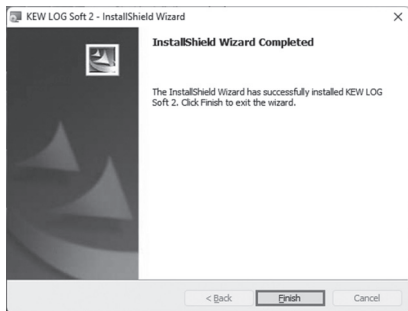 KEW LOG Soft 2 - InstallShield Wizard
InstallShield Wizard Completed
The InstallShield Wizard has successfully installed KEW LOG
Soft 2. Click Finish to exit the wizard.
< Back
Finish
Cancel